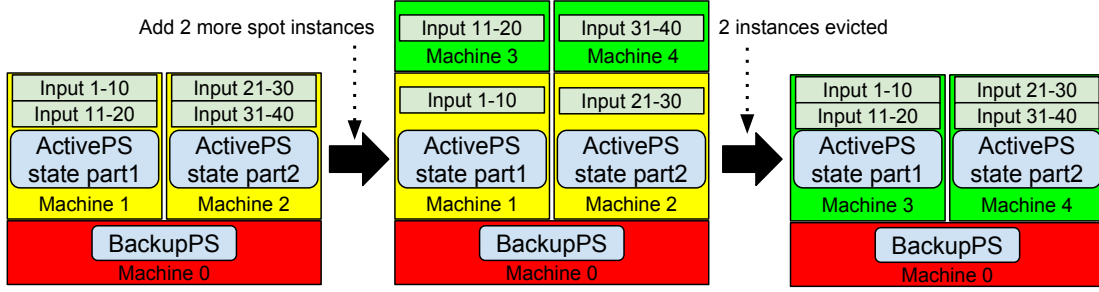 Add 2 more spot instances
2 instances evicted
Input 1-10
Input 11-20
ActivePS
state part1
Machine 1
Input 21-30
Input 31-40
ActivePS
state part2
Machine 2
BackupPS
Machine 0
Input 11-20
Machine 3
Input 31-40
Machine 4
Input 1-10
ActivePS
state part1
Machine 1
Input 21-30
ActivePS
state part2
Machine 2
BackupPS
Machine 0
Input 1-10
Input 11-20
ActivePS
state part1
Machine 3
Input 21-30
Input 31-40
ActivePS
state part2
Machine 4
BackupPS
Machine 0